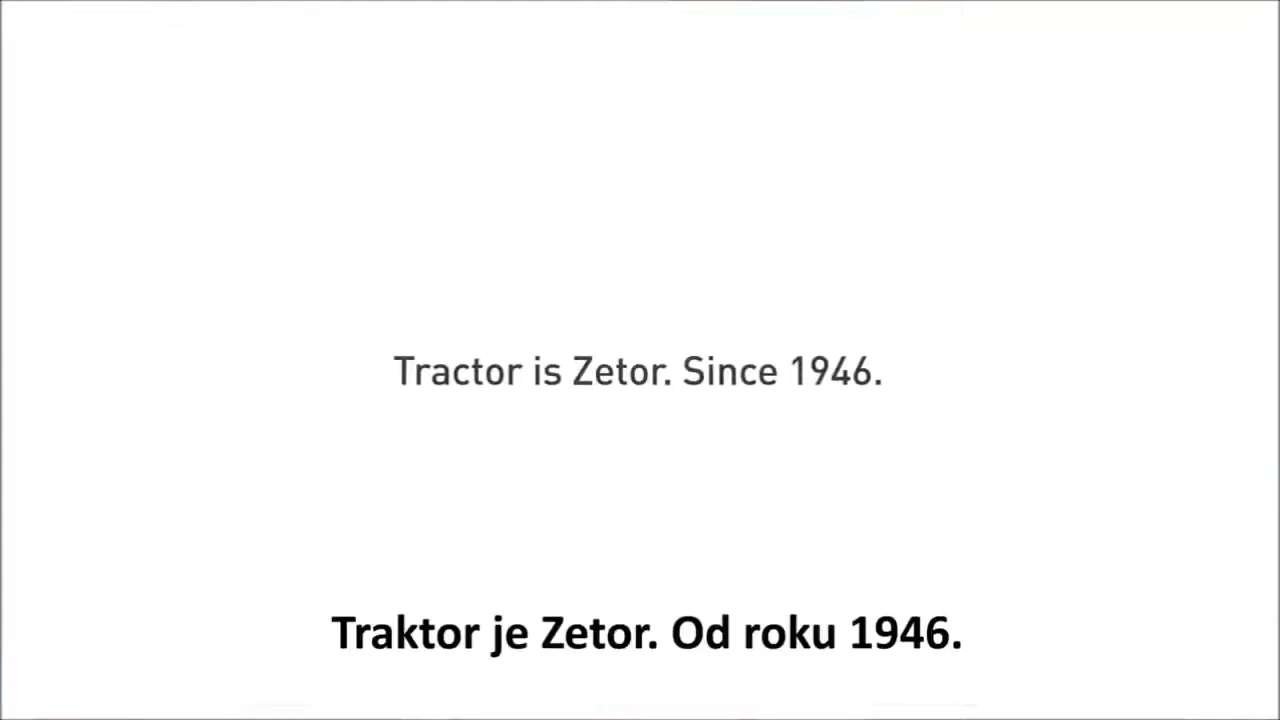 Tractor is Zetor. Since 1946.
Traktor je Zetor. Od roku 1946.